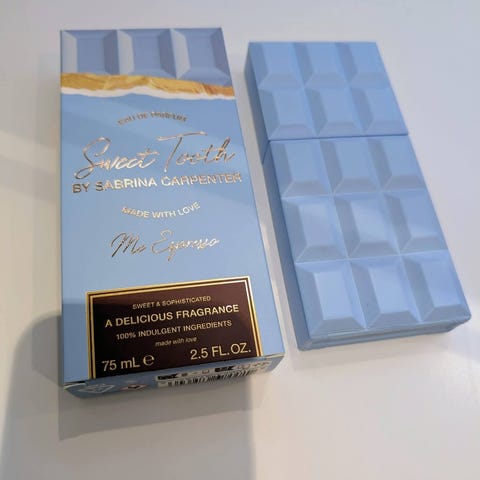 EAU DE PARFUM
Sweet Tooth
BY SABRINA CARPENTER
MADE WITH LOVE
Me Espresso
SWEET & SOPHISTICATED
A DELICIOUS FRAGRANCE
100% INDULGENT INGREDIENTS
made with love
75 mL ℮ 2.5 FL.OZ.